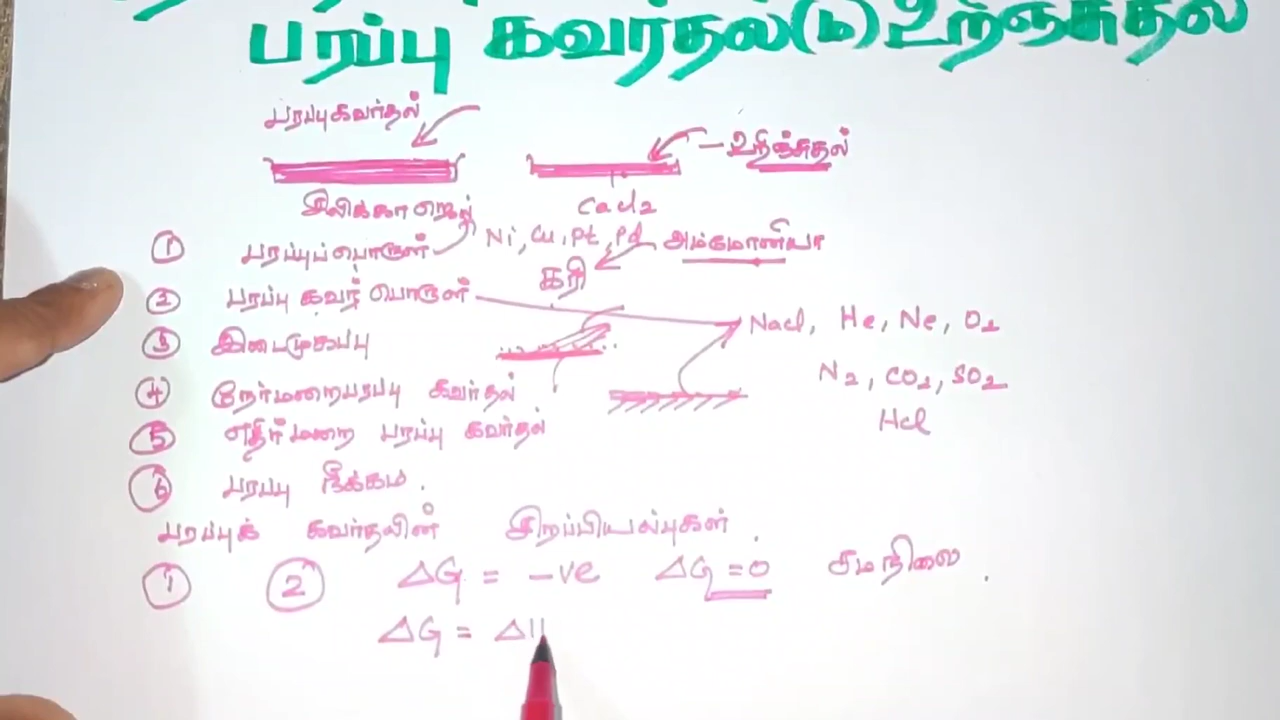 பரப்பு கவர்தல்(ம)உறிஞ்சுதல்
பரப்புகவர்தல்
– உறிஞ்சுதல்
சிலிக்கா ஜெல்
CaCl2
① பரப்புப்பொருள்
Ni, Cu, Pt, Pd
அம்மோனியா
கரி
② பரப்பு கவர் பொருள்
NaCl, He, Ne, O2
③ இடைமுகப்பு
N2, CO2, SO2
④ நேர்மறைபரப்பு கவர்தல்
HCl
⑤ எதிர்மறை பரப்பு கவர்தல்
⑥ பரப்பு நீக்கம்.
பரப்புக் கவர்தலின் சிறப்பியல்புகள்.
① ② ΔG = -ve ΔG = 0 சமநிலை.
ΔG = Δ